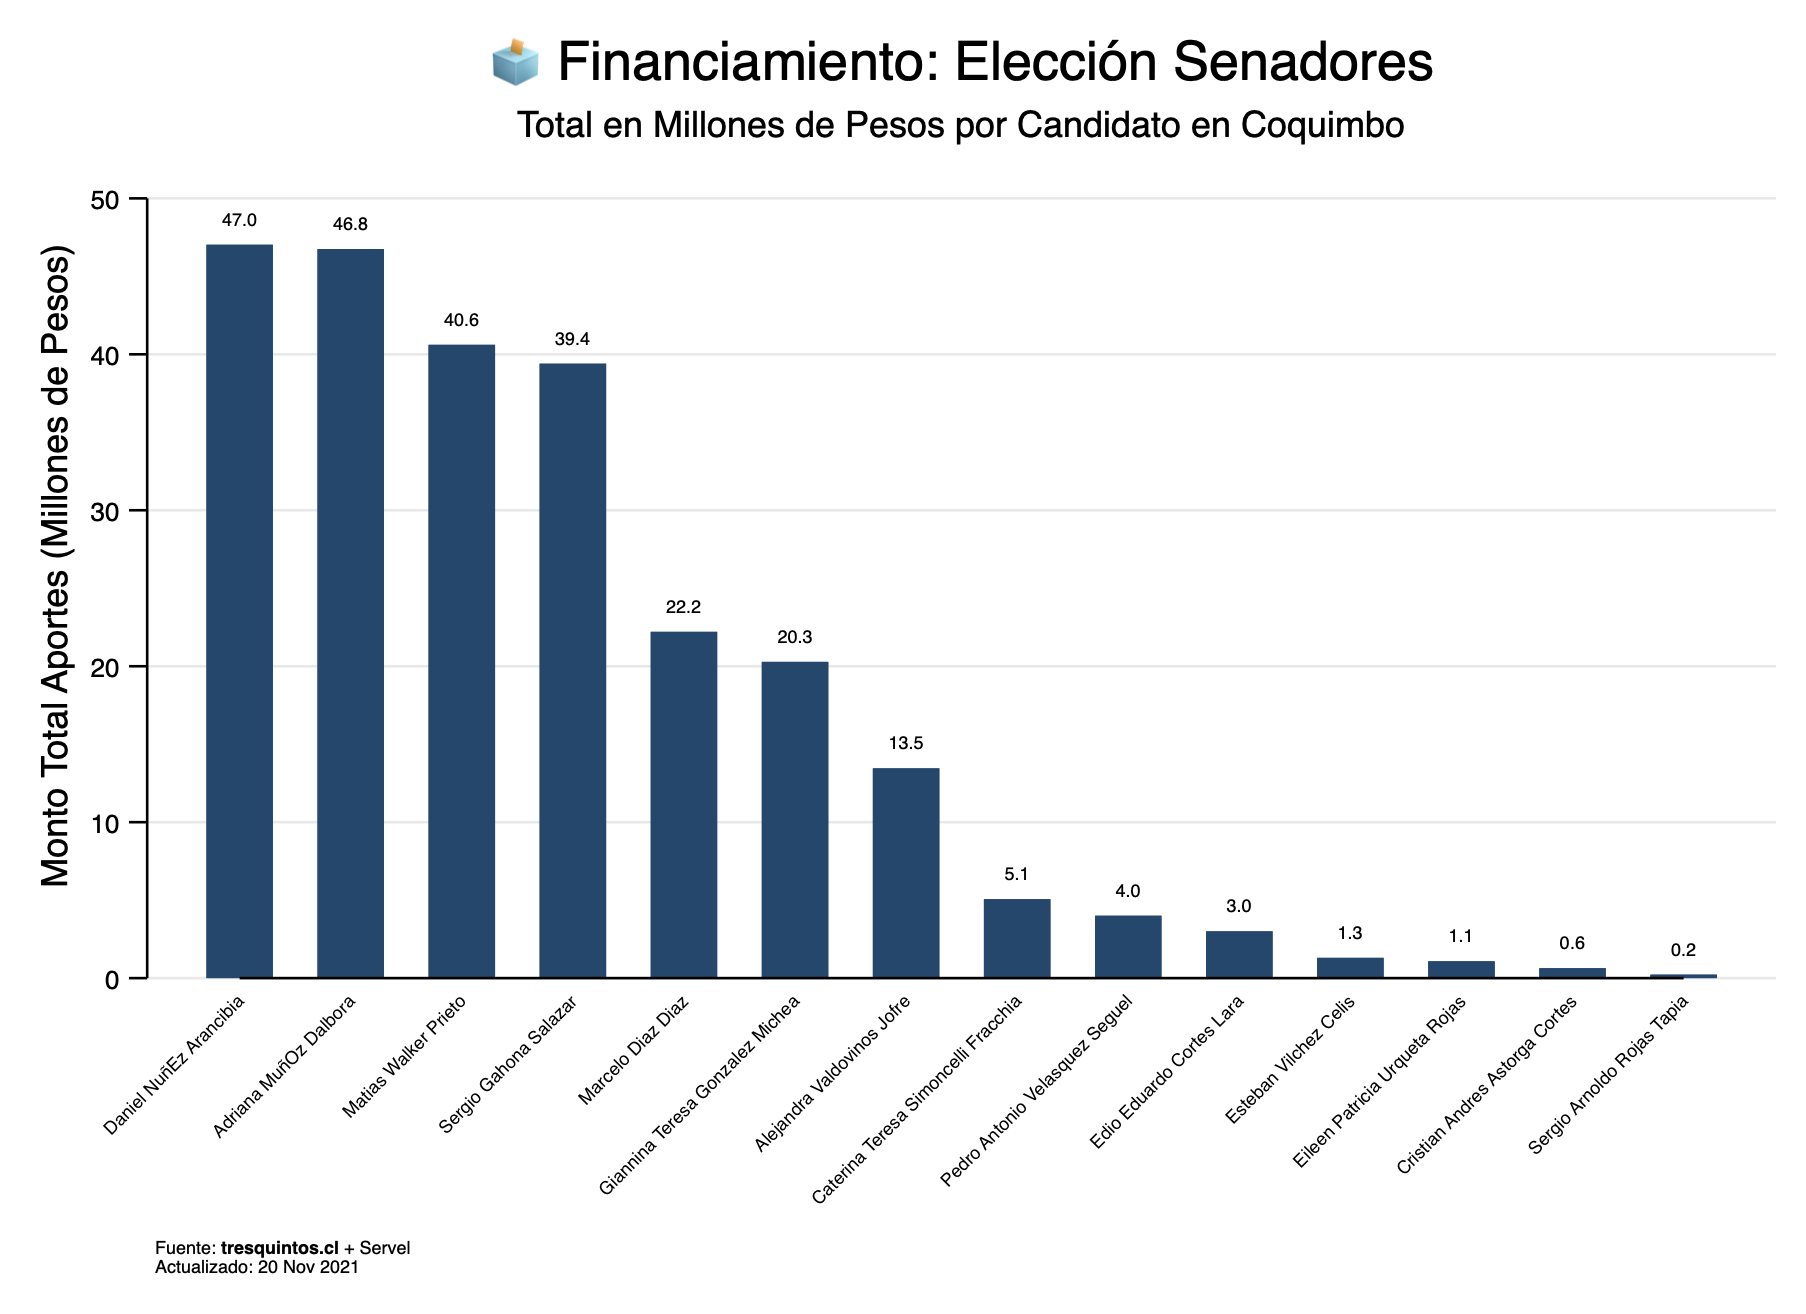 Financiamiento: Elección Senadores
Total en Millones de Pesos por Candidato en Coquimbo
Monto Total Aportes (Millones de Pesos)
50
40
30
20
10
0
47.0
46.8
40.6
39.4
22.2
20.3
13.5
5.1
4.0
3.0
1.3
1.1
0.6
0.2
Daniel NuñEz Arancibia
Adriana MuñOz Dalbora
Matias Walker Prieto
Sergio Gahona Salazar
Marcelo Diaz Diaz
Giannina Teresa Gonzalez Michea
Alejandra Valdovinos Jofre
Caterina Teresa Simoncelli Fracchia
Pedro Antonio Velasquez Seguel
Edio Eduardo Cortes Lara
Esteban Vilchez Celis
Eileen Patricia Urqueta Rojas
Cristian Andres Astorga Cortes
Sergio Arnoldo Rojas Tapia
Fuente: tresquintos.cl + Servel
Actualizado: 20 Nov 2021